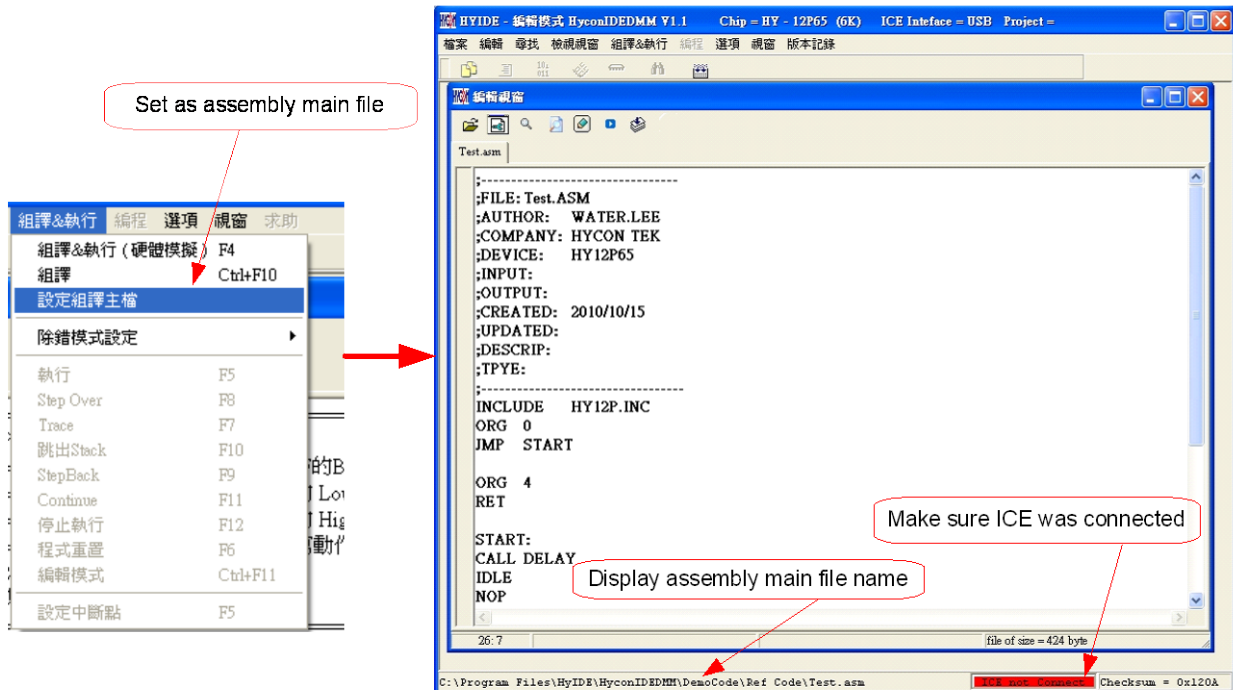 Set as assembly main file
組譯&執行 編程 選項 視窗 求助
組譯&執行 (硬體模擬) F4
組譯 Ctrl+F10
設定組譯主檔
除錯模式設定
執行 F5
Step Over F8
Trace F7
跳出Stack F10
StepBack F9
Continue F11
停止執行 F12
程式重置 F6
編輯模式 Ctrl+F11
設定中斷點 F5
HYIDE - 編輯模式 HyconIDEDMM V1.1 Chip = HY - 12P65 (6K) ICE Inteface = USB Project =
檔案 編輯 尋找 檢視視窗 組譯&執行 編程 選項 視窗 版本記錄
編輯視窗
Test.asm
;--------------------------------
;FILE: Test.ASM
;AUTHOR: WATER.LEE
;COMPANY: HYCON TEK
;DEVICE: HY12P65
;INPUT:
;OUTPUT:
;CREATED: 2010/10/15
;UPDATED:
;DESCRIP:
;TPYE:
;---------------------------------
INCLUDE HY12P.INC
ORG 0
JMP START
ORG 4
RET
START:
CALL DELAY
IDLE
NOP
Make sure ICE was connected
Display assembly main file name
26: 7 file of size = 424 byte
C:\Program Files\HyIDE\HyconIDEDMM\DemoCode\Ref Code\Test.asm ICE not Connect Checksum = 0x120A